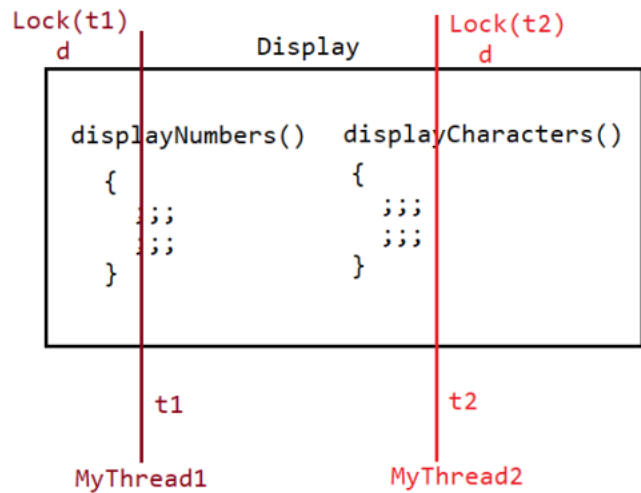 Lock(t1)
d
Display
Lock(t2)
d
displayNumbers()
{
;;;
;;;
}
displayCharacters()
{
;;;
;;;
}
t1
t2
MyThread1
MyThread2